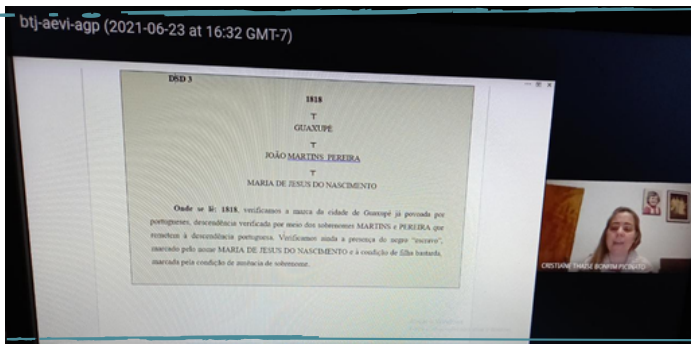 btj-aevi-agp (2021-06-23 at 16:32 GMT-7)
DSD 3
1818
T
GUAXUPÉ
T
JOÃO MARTINS PEREIRA
T
MARIA DE JESUS DO NASCIMENTO
Onde se lê: 1818, verificamos a marca da cidade de Guaxupé já povoada por
portugueses, descendência verificada por meio dos sobrenomes MARTINS e PEREIRA que
remetem à descendência portuguesa. Verificamos ainda a presença do negro "escravo",
marcado pelo nome MARIA DE JESUS DO NASCIMENTO e à condição de filha bastarda,
marcada pela condição de ausência de sobrenome.
CRISTIANE THAISE BONFIM PICINATO